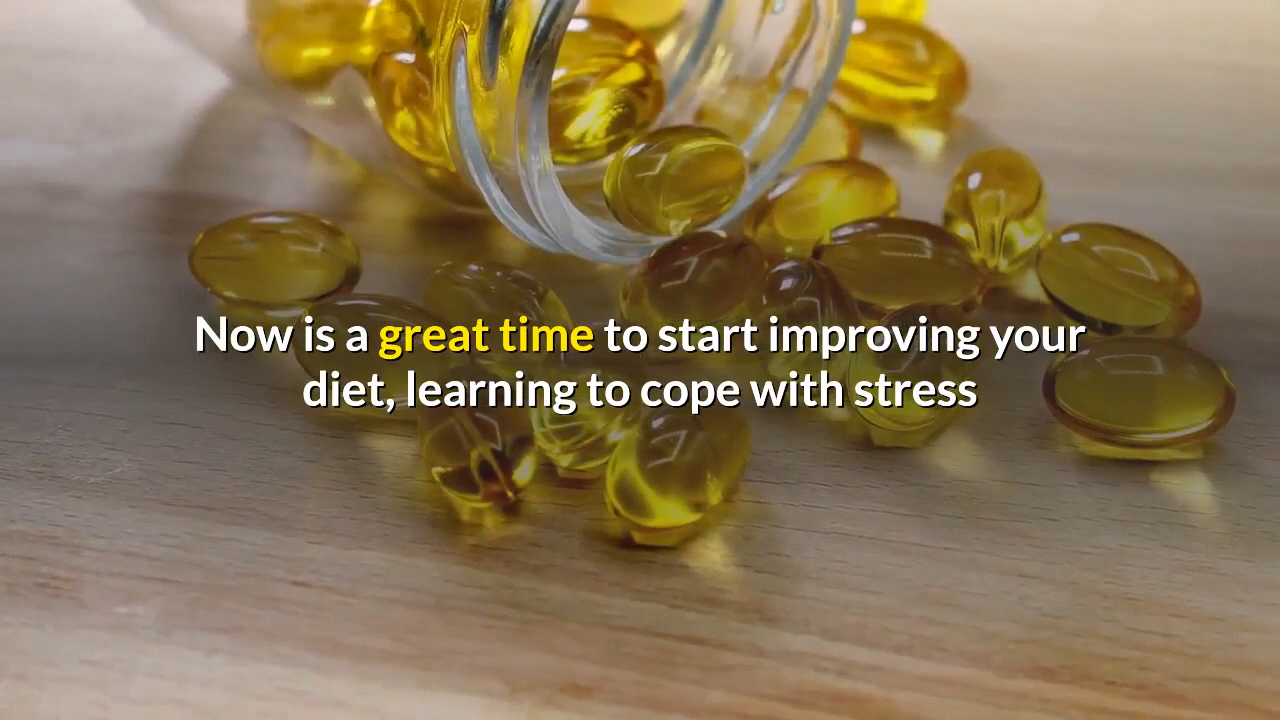 Now is a great time to start improving your
diet, learning to cope with stress